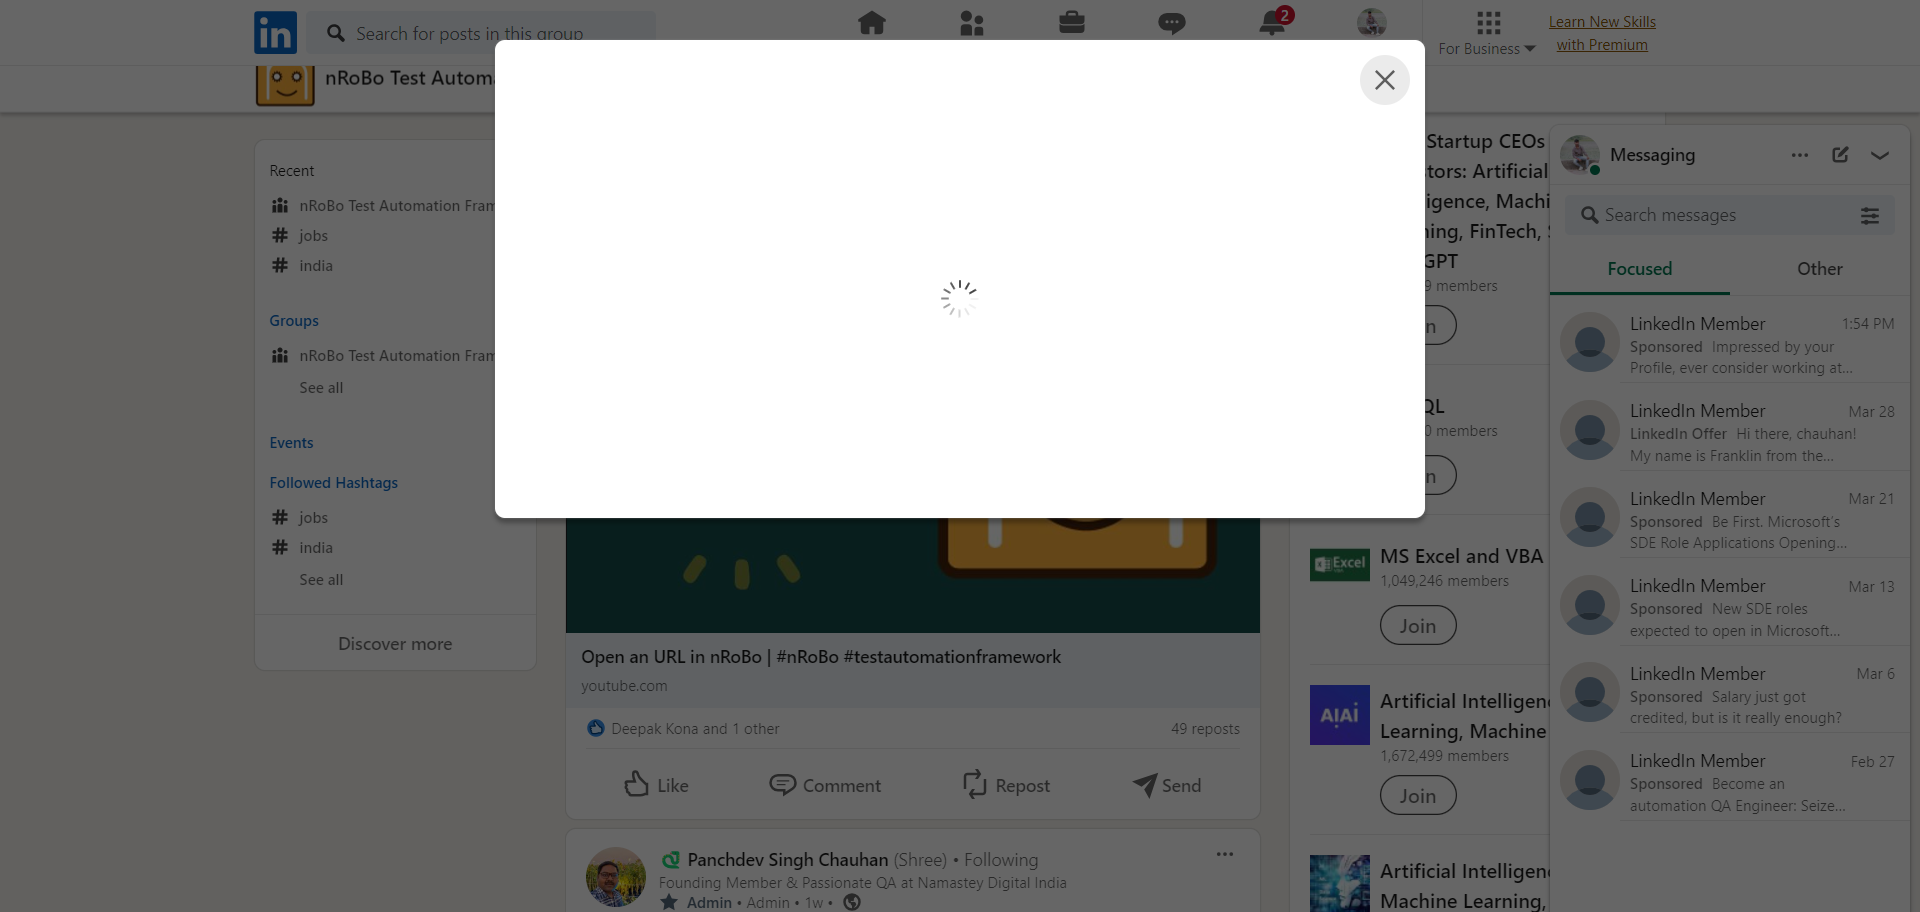 in
Search for posts in this group
2
For Business
Learn New Skills
with Premium
nRoBo Test Autom
Recent
nRoBo Test Automation Fram
# jobs
# india
Groups
nRoBo Test Automation Fram
See all
Events
Followed Hashtags
# jobs
# india
See all
Discover more
Open an URL in nRoBo | #nRoBo #testautomationframework
youtube.com
Deepak Kona and 1 other
49 reposts
Like
Comment
Repost
Send
Panchdev Singh Chauhan (Shree) • Following
Founding Member & Passionate QA at Namastey Digital India
Admin • Admin • 1w •
Startup CEOs
tors: Artificial
igence, Machi
ing, FinTech,
GPT
9 members
n
QL
0 members
n
Excel
MS Excel and VBA
1,049,246 members
Join
AIAI
Artificial Intelligen
Learning, Machine
1,672,499 members
Join
Artificial Intelligen
Machine Learning,
Messaging
Search messages
Focused
Other
LinkedIn Member 1:54 PM
Sponsored Impressed by your
Profile, ever consider working at...
LinkedIn Member Mar 28
LinkedIn Offer Hi there, chauhan!
My name is Franklin from the...
LinkedIn Member Mar 21
Sponsored Be First. Microsoft's
SDE Role Applications Opening...
LinkedIn Member Mar 13
Sponsored New SDE roles
expected to open in Microsoft...
LinkedIn Member Mar 6
Sponsored Salary just got
credited, but is it really enough?
LinkedIn Member Feb 27
Sponsored Become an
automation QA Engineer: Seize...